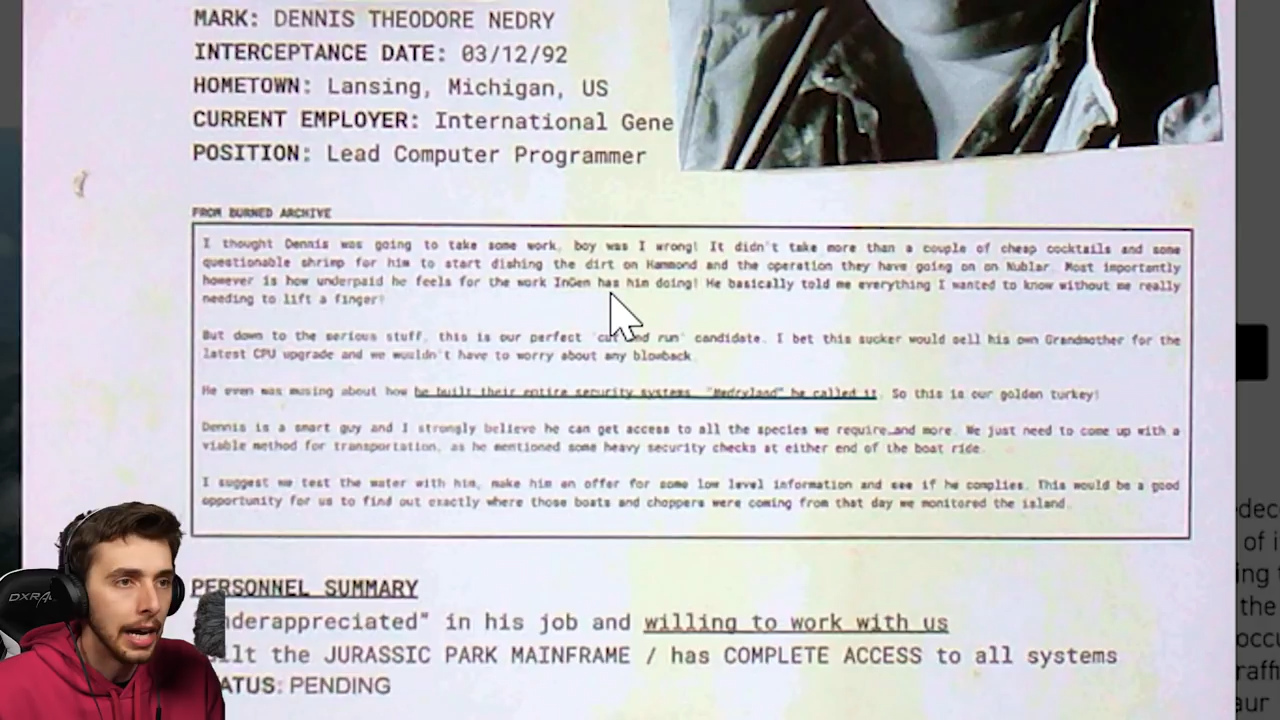 MARK: DENNIS THEODORE NEDRY
INTERCEPTANCE DATE: 03/12/92
HOMETOWN: Lansing, Michigan, US
CURRENT EMPLOYER: International Gene
POSITION: Lead Computer Programmer
FROM BURNED ARCHIVE
I thought Dennis was going to take some work, boy was I wrong! It didn't take more than a couple of cheap cocktails and some
questionable shrimp for him to start dishing the dirt on Hammond and the operation they have going on on Nublar. Most importantly
however is how underpaid he feels for the work InGen has him doing! He basically told me everything I wanted to know without me really
needing to lift a finger!
But down to the serious stuff, this is our perfect 'cut and run' candidate. I bet this sucker would sell his own Grandmother for the
latest CPU upgrade and we wouldn't have to worry about any blowback.
He even was musing about how he built their entire security systems, "Nedryland" he called it. So this is our golden turkey!
Dennis is a smart guy and I strongly believe he can get access to all the species we require…and more. We just need to come up with a
viable method for transportation, as he mentioned some heavy security checks at either end of the boat ride.
I suggest we test the water with him, make him an offer for some low level information and see if he complies. This would be a good
opportunity for us to find out exactly where those boats and choppers were coming from that day we monitored the island.
PERSONNEL SUMMARY
nderappreciated" in his job and willing to work with us
ilt the JURASSIC PARK MAINFRAME / has COMPLETE ACCESS to all systems
ATUS: PENDING
edec
of i
ing
the
occu
raffi
aur
DXRA